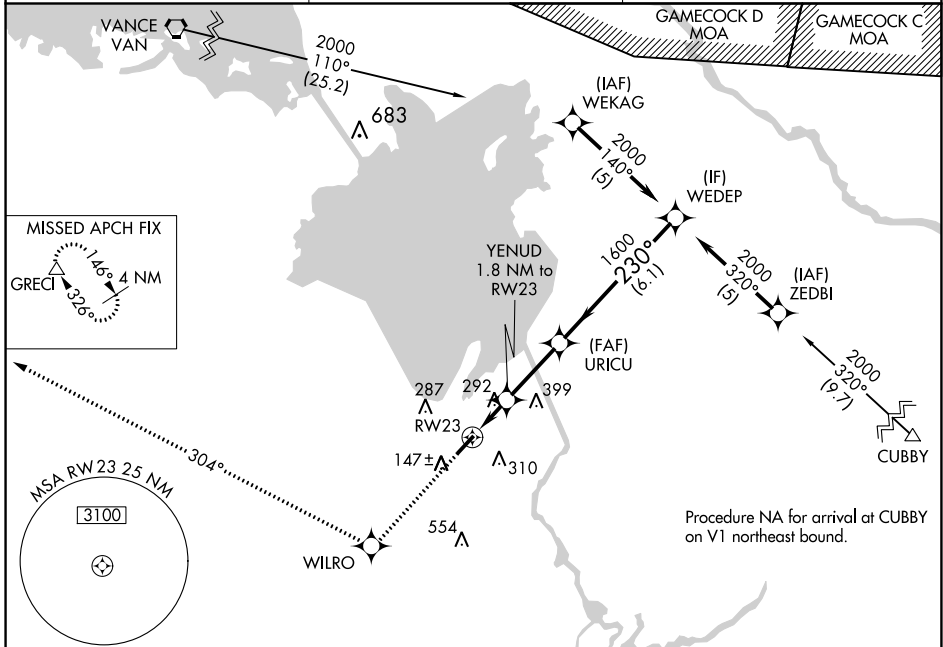 VANCE
VAN
2000
110°
(25.2)
GAMECOCK D
MOA
GAMECOCK C
MOA
683
(IAF)
WEKAG
2000
140°
(5)
(IF)
WEDEP
MISSED APCH FIX
GRECI
146°
4 NM
326°
YENUD
1.8 NM to
RW23
1600
230°
(6.1)
2000
320°
(5)
(IAF)
ZEDBI
(FAF)
URICU
2000
320°
(9.7)
287
292
399
RW23
CUBBY
147±
310
304°
MSA RW23 25 NM
3100
554
WILRO
Procedure NA for arrival at CUBBY
on V1 northeast bound.